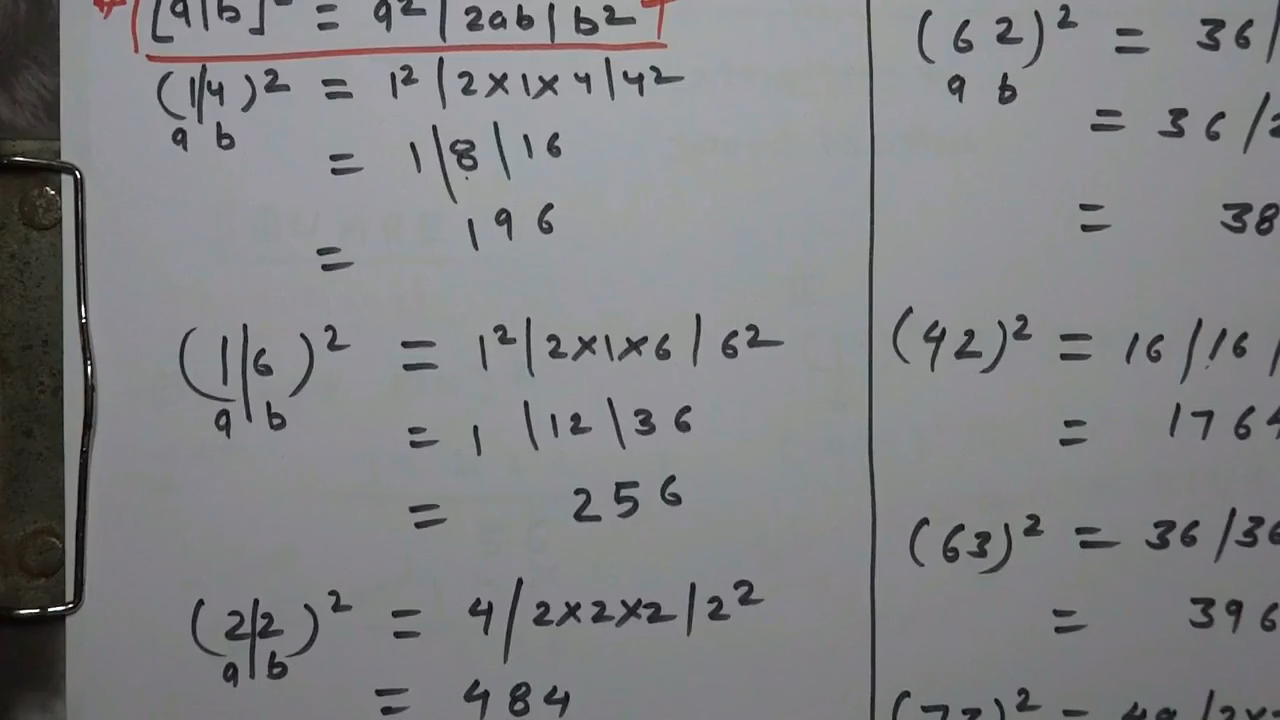 [a|b]² = a² | 2ab | b²
(1|4)² = 1² | 2×1×4 | 4²
a b
= 1 | 8 | 16
= 196
(1|6)² = 1² | 2×1×6 | 6²
a b
= 1 | 12 | 36
= 256
(2|2)² = 4 | 2×2×2 | 2²
a b
= 484
(62)² = 36/
a b
= 36/2
= 38
(42)² = 16/16/
= 1764
(63)² = 36/36
= 396